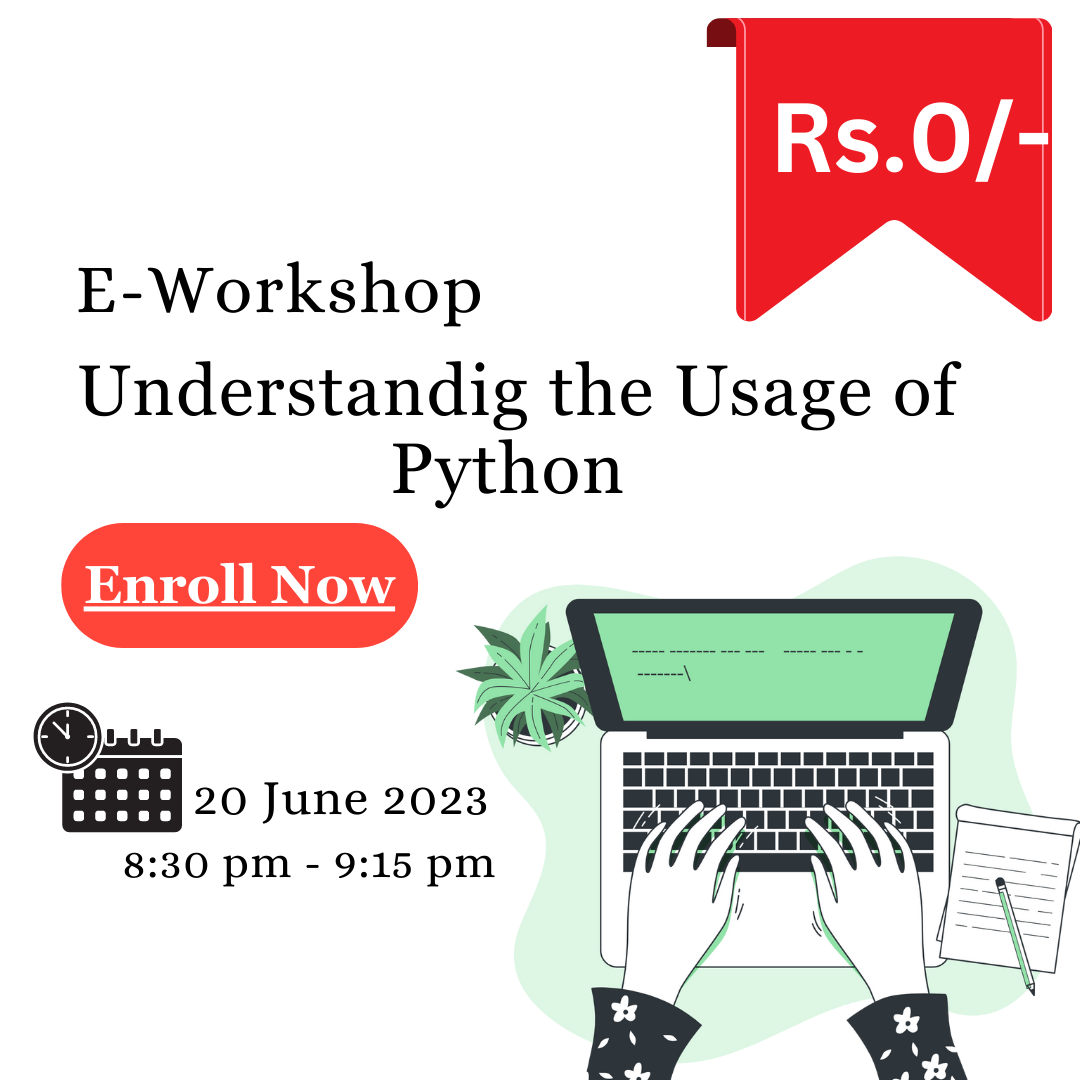 Rs.0/-
E-Workshop
Understandig the Usage of
Python
Enroll Now
20 June 2023
8:30 pm - 9:15 pm